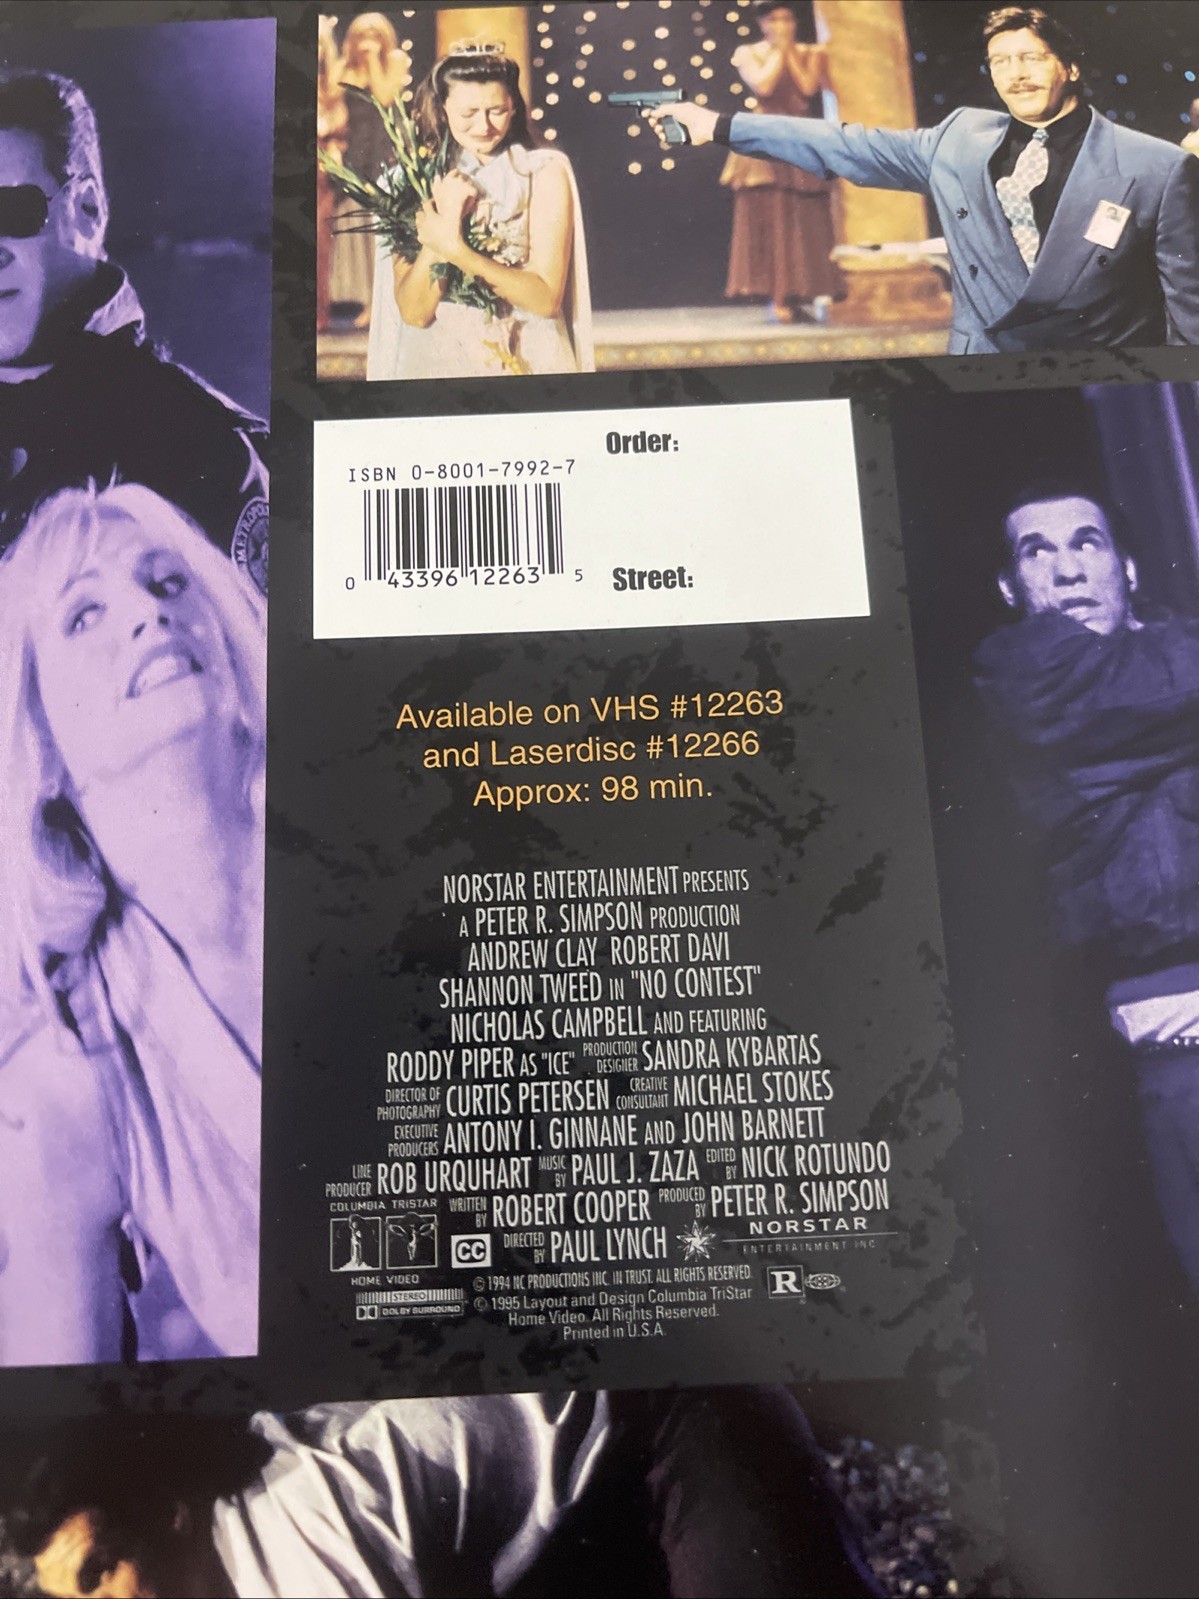 METROPO
Order:
ISBN 0-8001-7992-7
0 43396 12263 5
Street:
Available on VHS #12263
and Laserdisc #12266
Approx: 98 min.
NORSTAR ENTERTAINMENT PRESENTS
A PETER R. SIMPSON PRODUCTION
ANDREW CLAY ROBERT DAVI
SHANNON TWEED IN "NO CONTEST"
NICHOLAS CAMPBELL AND FEATURING
RODDY PIPER AS "ICE" PRODUCTION DESIGNER SANDRA KYBARTAS
DIRECTOR OF PHOTOGRAPHY CURTIS PETERSEN CREATIVE CONSULTANT MICHAEL STOKES
EXECUTIVE PRODUCERS ANTONY I. GINNANE AND JOHN BARNETT
LINE PRODUCER ROB URQUHART MUSIC BY PAUL J. ZAZA EDITED BY NICK ROTUNDO
WRITTEN BY ROBERT COOPER PRODUCED BY PETER R. SIMPSON
COLUMBIA TRISTAR
HOME VIDEO
CC DIRECTED BY PAUL LYNCH
NORSTAR
ENTERTAINMENT INC
STEREO
DOLBY SURROUND
© 1994 NC PRODUCTIONS INC. IN TRUST. ALL RIGHTS RESERVED.
© 1995 Layout and Design Columbia TriStar
Home Video. All Rights Reserved.
Printed in U.S.A.
R